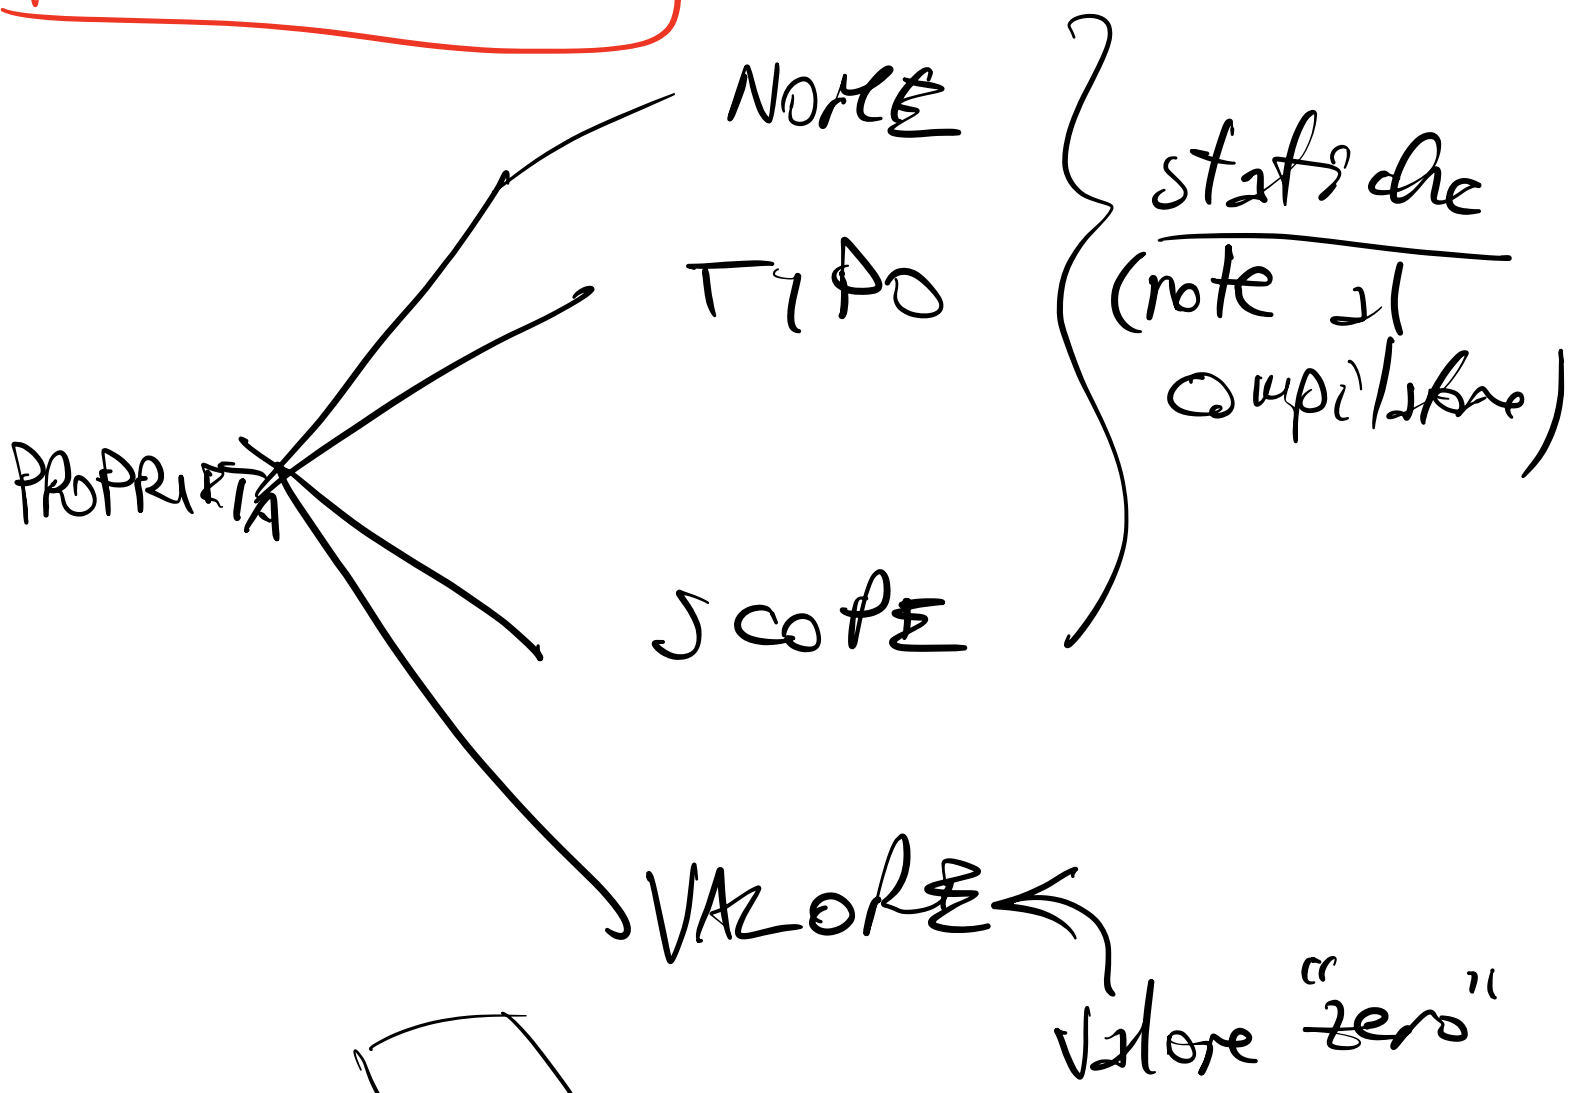 NOME
TIPO
PROPRIETÀ
SCOPE
VALORE
statiche
(note al
compilatore)
valore "zero"